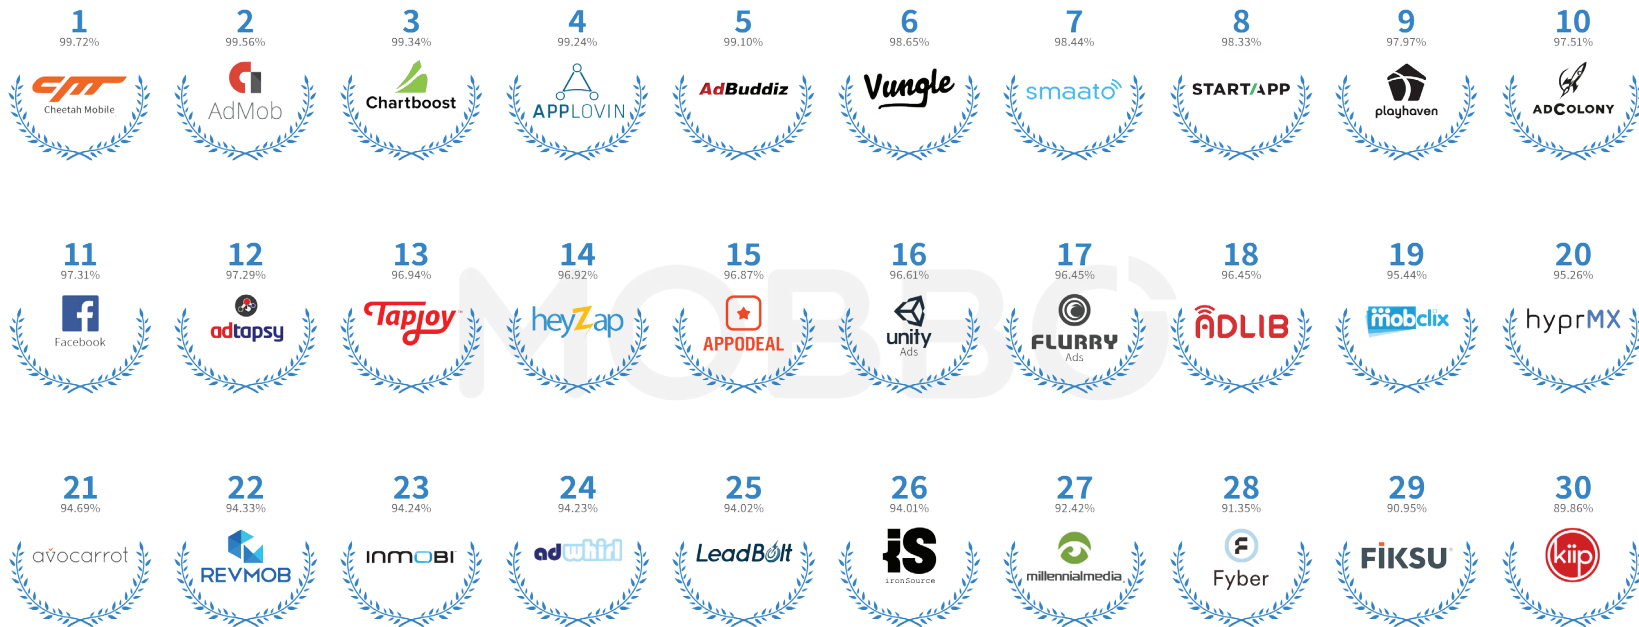 1 2 3 4 5 6 7 8 9 10
99.72% 99.56% 99.34% 99.24% 99.10% 98.65% 98.44% 98.33% 97.97% 97.51%
Cheetah Mobile
AdMob
Chartboost
APPLOVIN
AdBuddiz
Vungle
smaato
STARTAPP
playhaven
ADCOLONY
11 12 13 14 15 16 17 18 19 20
97.31% 97.29% 96.94% 96.92% 96.87% 96.61% 96.45% 96.45% 95.44% 95.26%
MOBBO
Facebook
adtapsy
Tapjoy
heyZap
APPODEAL
unity
Ads
FLURRY
Ads
ADLIB
mobclix
hyprMX
21 22 23 24 25 26 27 28 29 30
94.69% 94.33% 94.24% 94.23% 94.02% 94.01% 92.42% 91.35% 90.95% 89.86%
avocarrot
REVMOB
INMOBI
adwhirl
LeadBolt
iS
ironSource
millennialmedia
F
Fyber
FIKSU
kiip